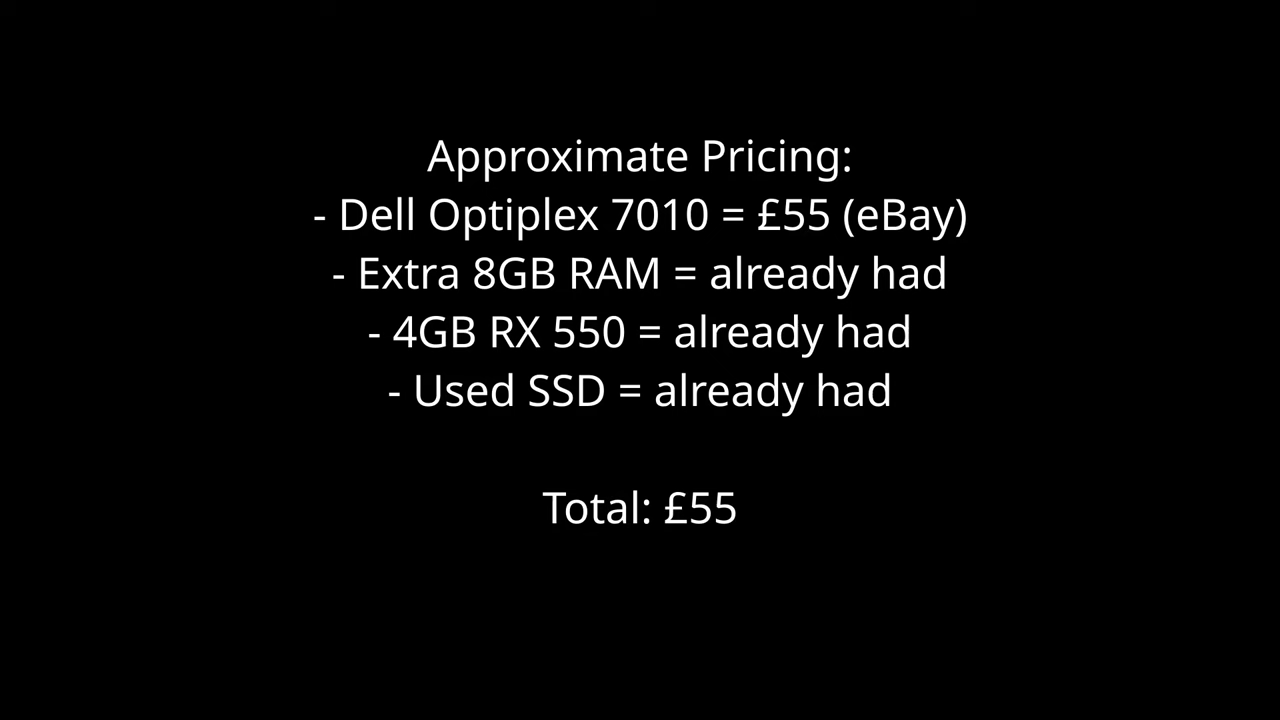 Approximate Pricing:
- Dell Optiplex 7010 = £55 (eBay)
- Extra 8GB RAM = already had
- 4GB RX 550 = already had
- Used SSD = already had
Total: £55